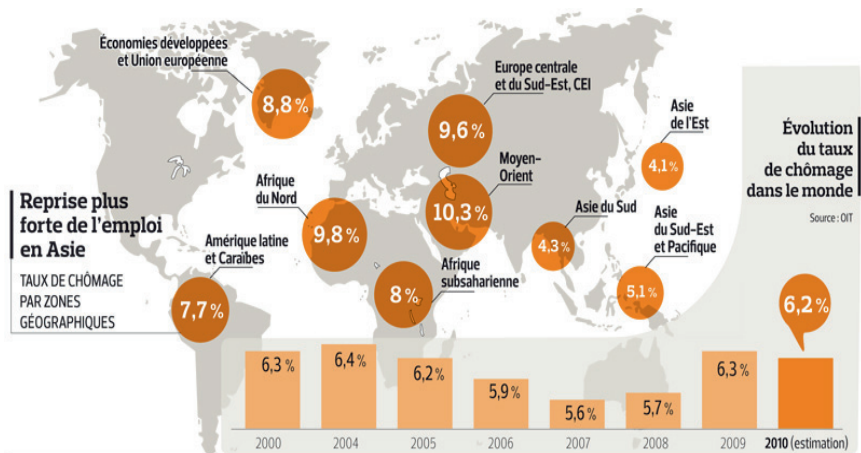 Économies développées
et Union européenne
8,8 %
Europe centrale
et du Sud-Est, CEI
9,6 %
Asie
de l'Est
4,1 %
Évolution
du taux
de chômage
dans le monde
Source : OIT
Moyen-
Orient
10,3 %
Afrique
du Nord
9,8 %
Reprise plus
forte de l'emploi
en Asie
TAUX DE CHÔMAGE
PAR ZONES
GÉOGRAPHIQUES
Amérique latine
et Caraïbes
7,7 %
Afrique
subsaharienne
8 %
Asie du Sud
4,3 %
Asie
du Sud-Est
et Pacifique
5,1 %
6,2 %
6,3 %
6,4 %
6,2 %
5,9 %
5,6 %
5,7 %
6,3 %
2000
2004
2005
2006
2007
2008
2009
2010 (estimation)